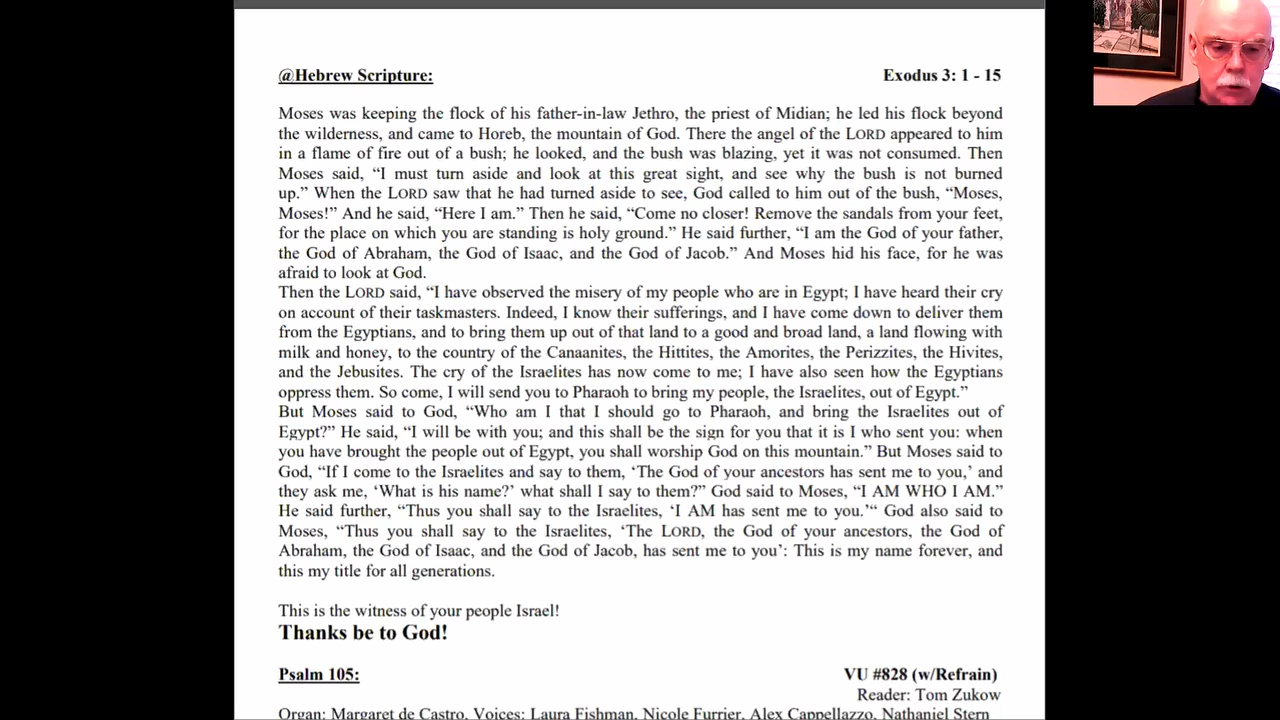 @Hebrew Scripture: Exodus 3: 1 - 15
Moses was keeping the flock of his father-in-law Jethro, the priest of Midian; he led his flock beyond
the wilderness, and came to Horeb, the mountain of God. There the angel of the LORD appeared to him
in a flame of fire out of a bush; he looked, and the bush was blazing, yet it was not consumed. Then
Moses said, “I must turn aside and look at this great sight, and see why the bush is not burned
up.” When the LORD saw that he had turned aside to see, God called to him out of the bush, “Moses,
Moses!” And he said, “Here I am.” Then he said, “Come no closer! Remove the sandals from your feet,
for the place on which you are standing is holy ground.” He said further, “I am the God of your father,
the God of Abraham, the God of Isaac, and the God of Jacob.” And Moses hid his face, for he was
afraid to look at God.
Then the LORD said, “I have observed the misery of my people who are in Egypt; I have heard their cry
on account of their taskmasters. Indeed, I know their sufferings, and I have come down to deliver them
from the Egyptians, and to bring them up out of that land to a good and broad land, a land flowing with
milk and honey, to the country of the Canaanites, the Hittites, the Amorites, the Perizzites, the Hivites,
and the Jebusites. The cry of the Israelites has now come to me; I have also seen how the Egyptians
oppress them. So come, I will send you to Pharaoh to bring my people, the Israelites, out of Egypt.”
But Moses said to God, “Who am I that I should go to Pharaoh, and bring the Israelites out of
Egypt?” He said, “I will be with you; and this shall be the sign for you that it is I who sent you: when
you have brought the people out of Egypt, you shall worship God on this mountain.” But Moses said to
God, “If I come to the Israelites and say to them, ‘The God of your ancestors has sent me to you,’ and
they ask me, ‘What is his name?’ what shall I say to them?” God said to Moses, “I AM WHO I AM.”
He said further, “Thus you shall say to the Israelites, ‘I AM has sent me to you.’“ God also said to
Moses, “Thus you shall say to the Israelites, ‘The LORD, the God of your ancestors, the God of
Abraham, the God of Isaac, and the God of Jacob, has sent me to you’: This is my name forever, and
this my title for all generations.
This is the witness of your people Israel!
Thanks be to God!
Psalm 105: VU #828 (w/Refrain)
Reader: Tom Zukow
Organ: Margaret de Castro, Voices: Laura Fishman, Nicole Furrier, Alex Cappellazzo, Nathaniel Stern